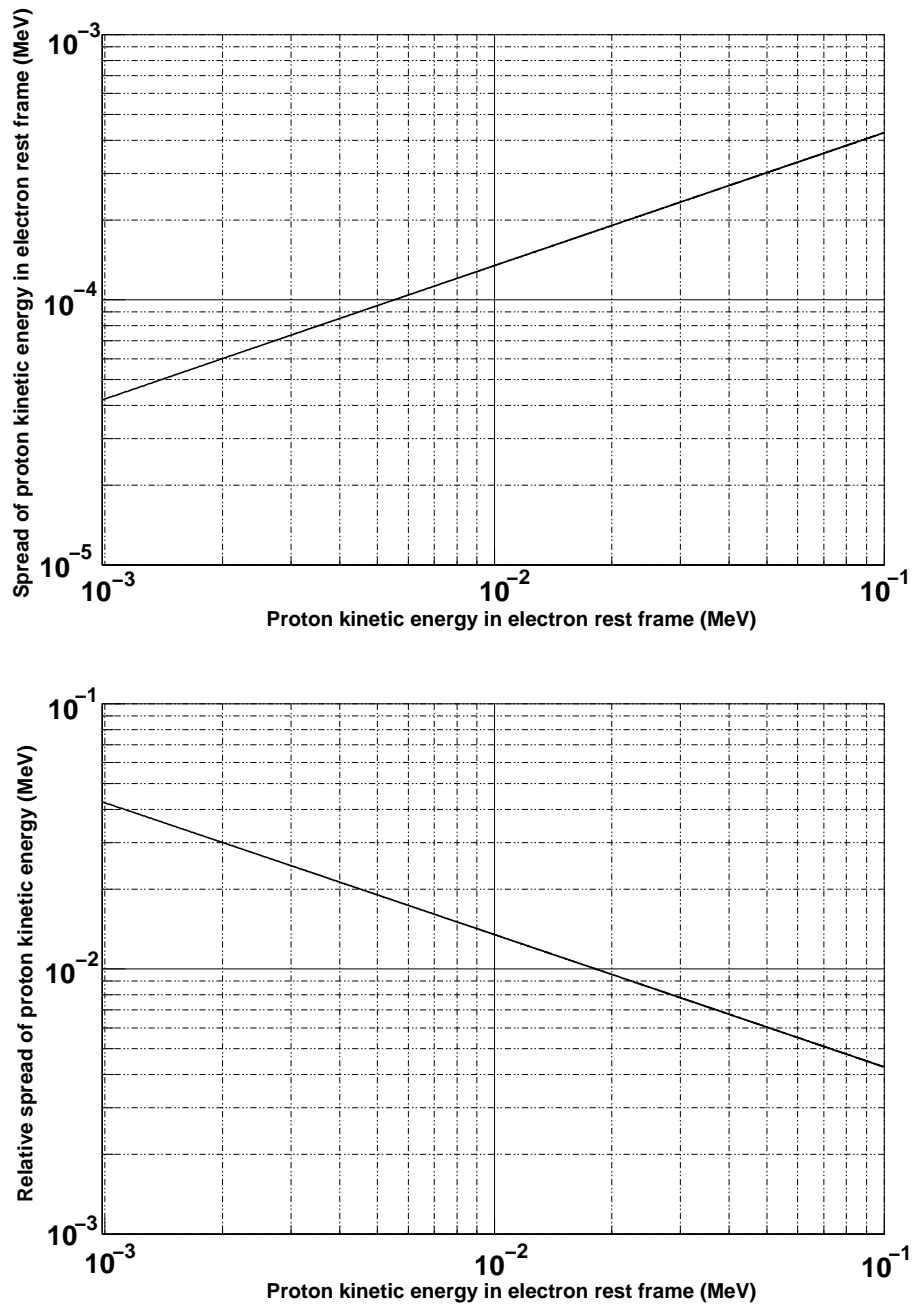 Spread of proton kinetic energy in electron rest frame (MeV)
10⁻³
10⁻⁴
10⁻⁵
10⁻³ 10⁻² 10⁻¹
Proton kinetic energy in electron rest frame (MeV)
Relative spread of proton kinetic energy (MeV)
10⁻¹
10⁻²
10⁻³
10⁻³ 10⁻² 10⁻¹
Proton kinetic energy in electron rest frame (MeV)